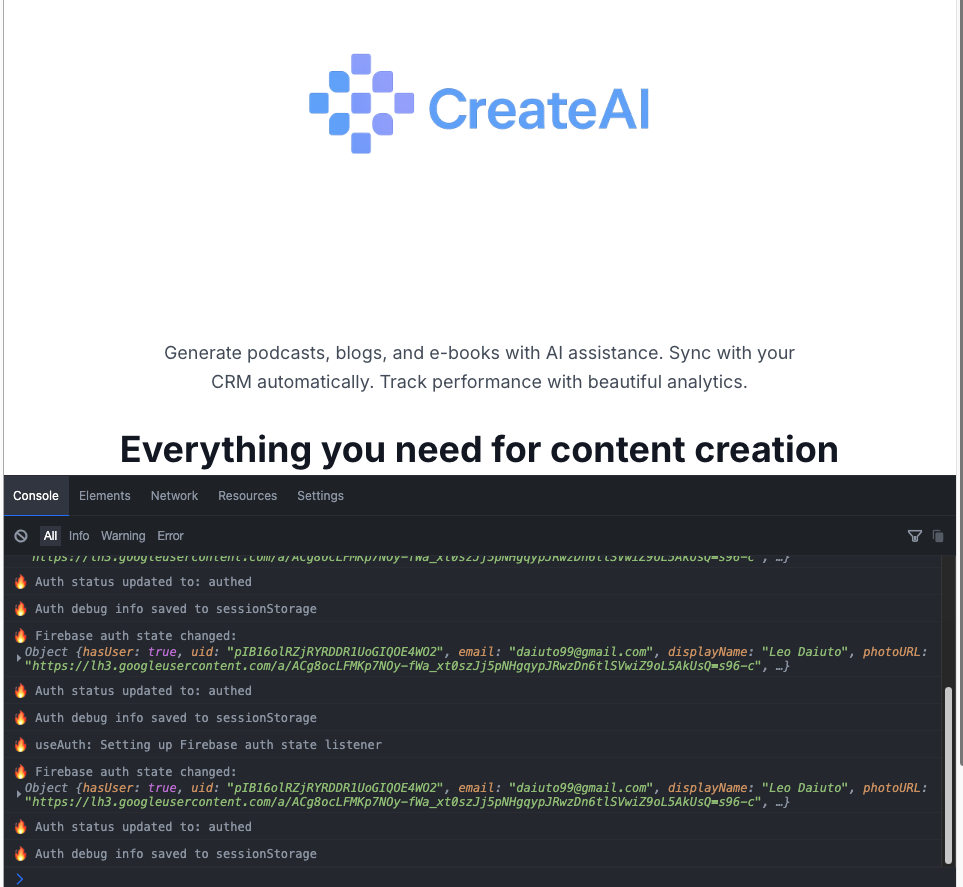 CreateAI
Generate podcasts, blogs, and e-books with AI assistance. Sync with your
CRM automatically. Track performance with beautiful analytics.
Everything you need for content creation
Console Elements Network Resources Settings
All Info Warning Error
"https://lh3.googleusercontent.com/a/ACg8ocLFMKp7NOy-fWa_xt0szJj5pNHgqypJRwzDn6tlSVwiZ9oL5AkUsQ=s96-c", …}
Auth status updated to: authed
Auth debug info saved to sessionStorage
Firebase auth state changed:
Object {hasUser: true, uid: "pIB16olRZjRYRDDR1UoGIQOE4WO2", email: "daiuto99@gmail.com", displayName: "Leo Daiuto", photoURL:
"https://lh3.googleusercontent.com/a/ACg8ocLFMKp7NOy-fWa_xt0szJj5pNHgqypJRwzDn6tlSVwiZ9oL5AkUsQ=s96-c", …}
Auth status updated to: authed
Auth debug info saved to sessionStorage
useAuth: Setting up Firebase auth state listener
Firebase auth state changed:
Object {hasUser: true, uid: "pIB16olRZjRYRDDR1UoGIQOE4WO2", email: "daiuto99@gmail.com", displayName: "Leo Daiuto", photoURL:
"https://lh3.googleusercontent.com/a/ACg8ocLFMKp7NOy-fWa_xt0szJj5pNHgqypJRwzDn6tlSVwiZ9oL5AkUsQ=s96-c", …}
Auth status updated to: authed
Auth debug info saved to sessionStorage